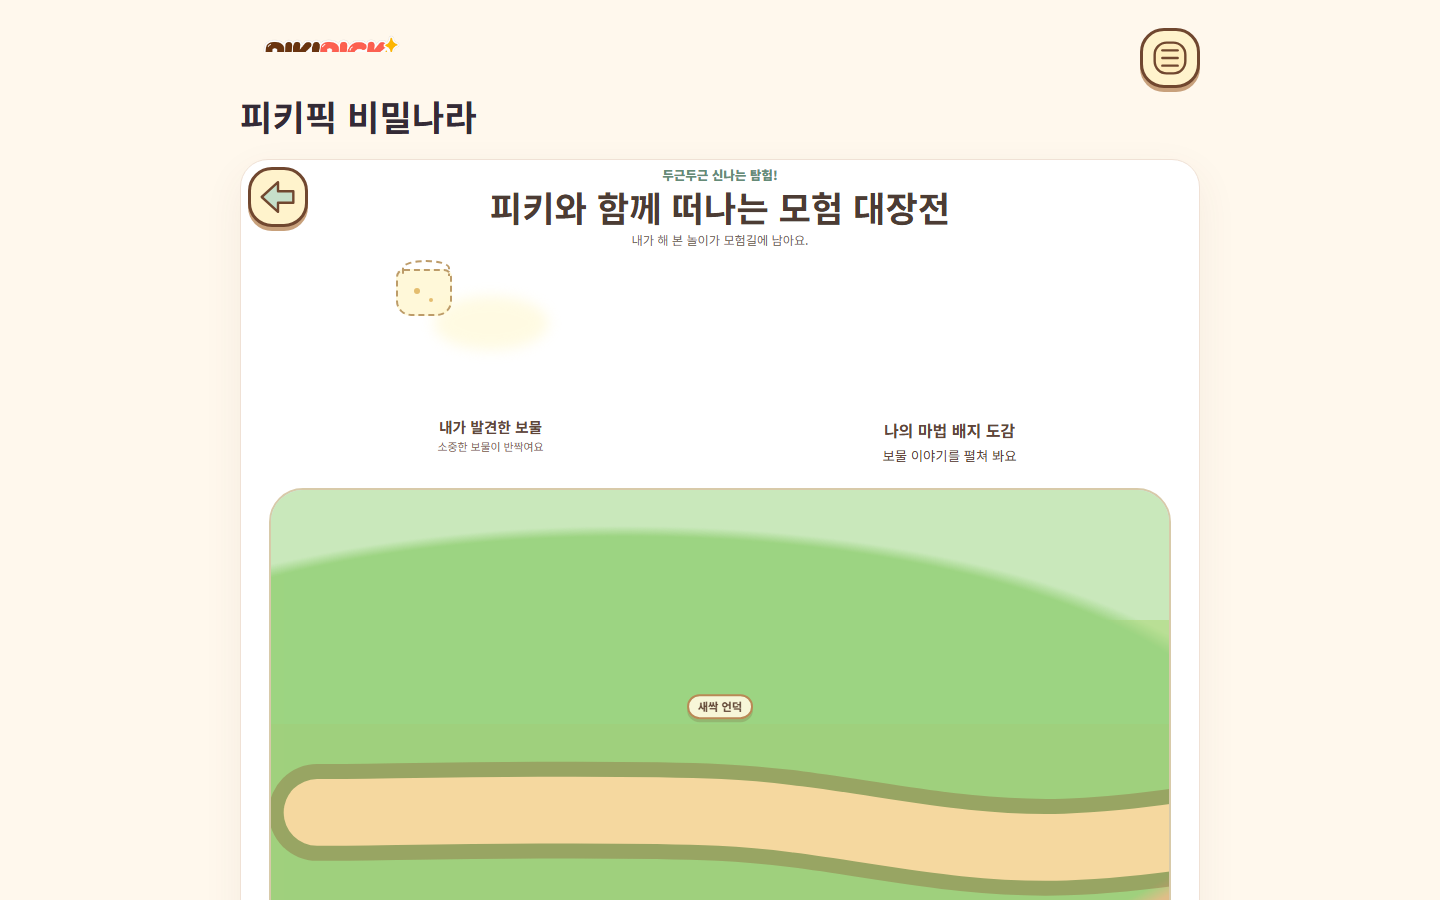 피키픽 비밀나라
두근두근 신나는 탐험!
피키와 함께 떠나는 모험 대장전
내가 해 본 놀이가 모험길에 남아요.
내가 발견한 보물
소중한 보물이 반짝여요
나의 마법 배지 도감
보물 이야기를 펼쳐 봐요
새싹 언덕